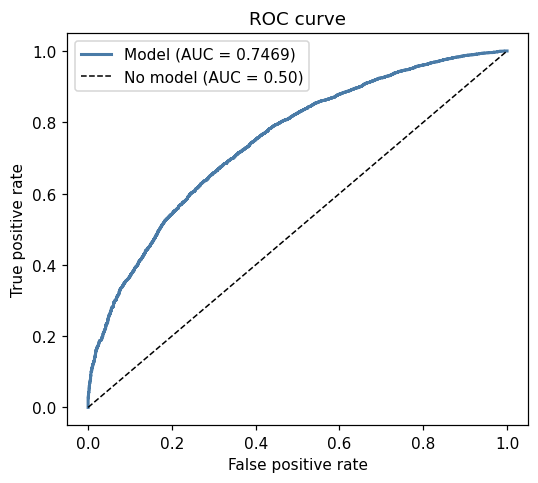 ROC curve
Model (AUC = 0.7469)
No model (AUC = 0.50)
True positive rate
1.0
0.8
0.6
0.4
0.2
0.0
0.0 0.2 0.4 0.6 0.8 1.0
False positive rate